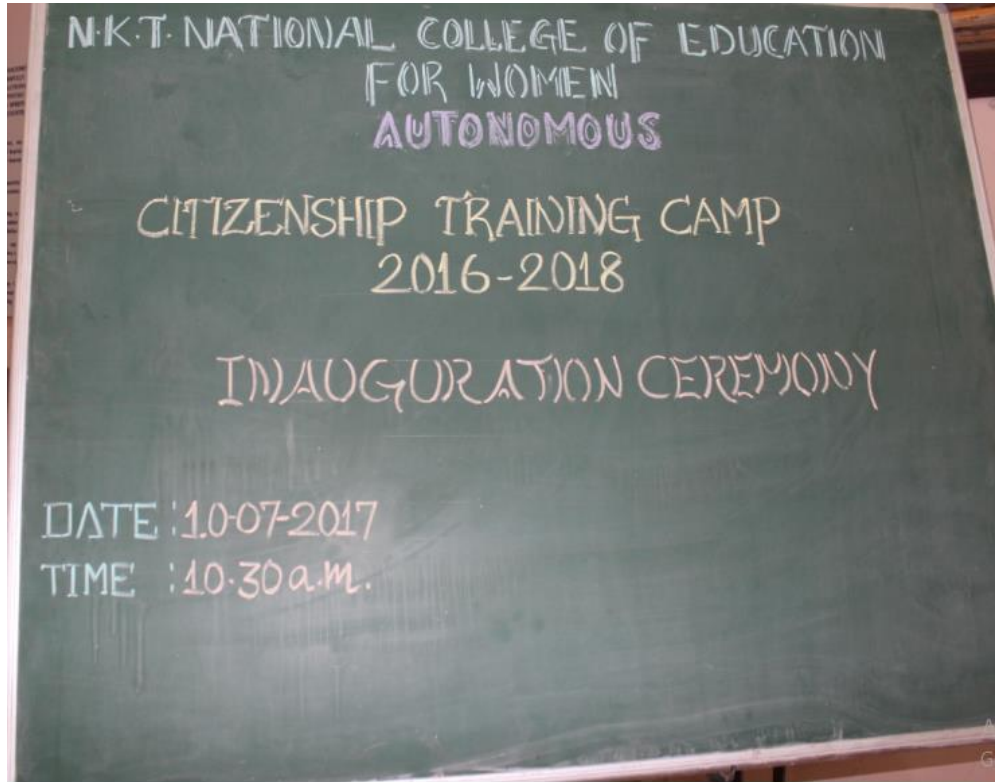 N.K.T. NATIONAL COLLEGE OF EDUCATION
FOR WOMEN
AUTONOMOUS
CITIZENSHIP TRAINING CAMP
2016-2018
INAUGURATION CEREMONY
DATE : 10-07-2017
TIME : 10.30 a.m.